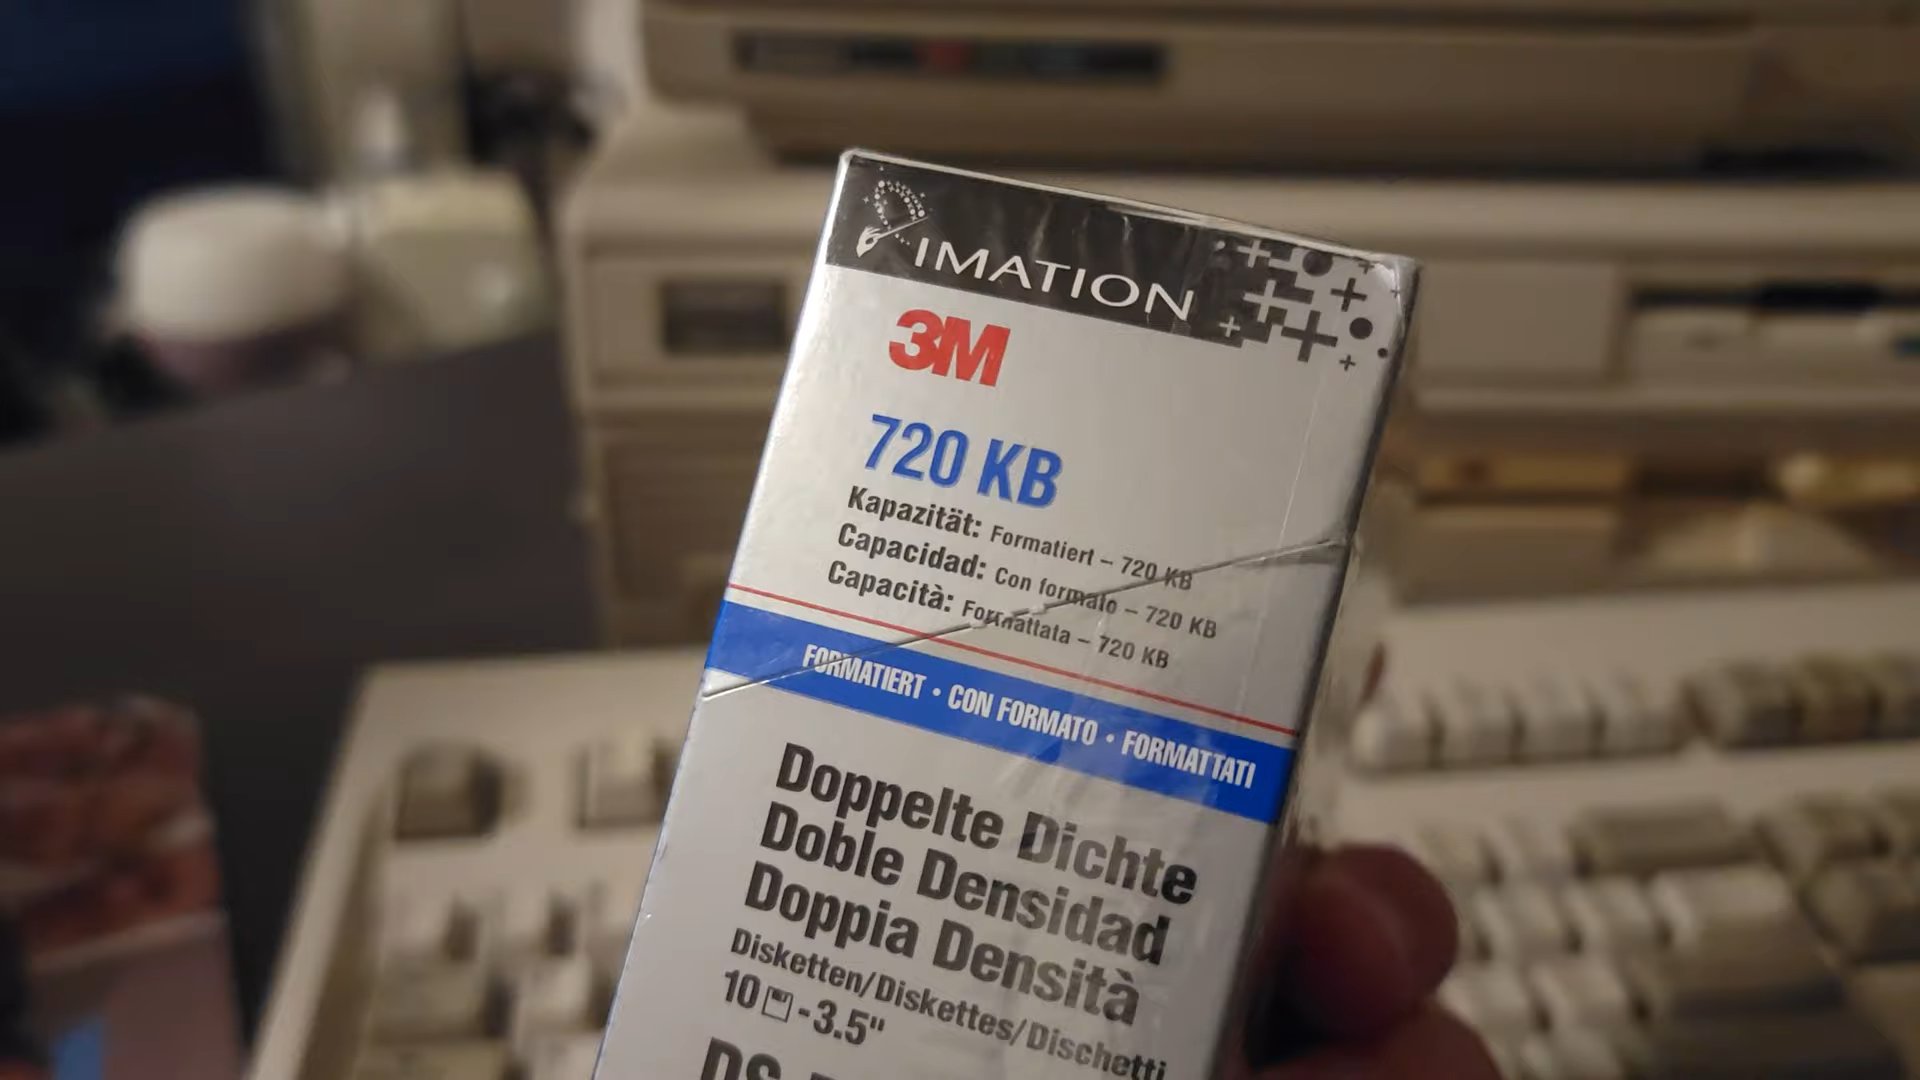 IMATION
3M
720 KB
Kapazität: Formatiert – 720 KB
Capacidad: Con formato – 720 KB
Capacità: Formattata – 720 KB
FORMATIERT • CON FORMATO • FORMATTATI
Doppelte Dichte
Doble Densidad
Doppia Densità
Disketten/Diskettes/Dischetti
10 - 3.5"
DS